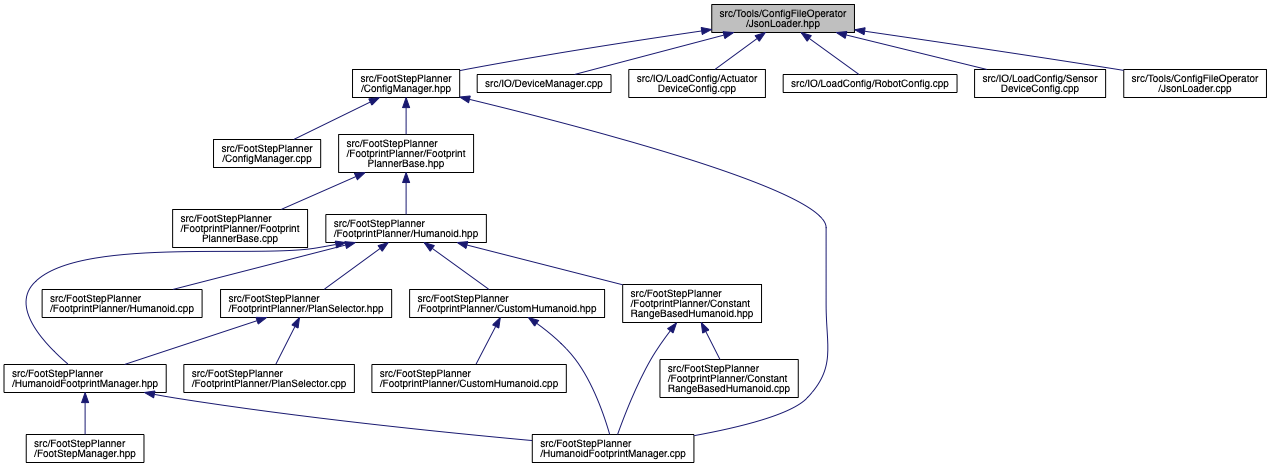 src/Tools/ConfigFileOperator
/JsonLoader.hpp
src/FootStepPlanner
/ConfigManager.hpp
src/IO/DeviceManager.cpp
src/IO/LoadConfig/Actuator
DeviceConfig.cpp
src/IO/LoadConfig/RobotConfig.cpp
src/IO/LoadConfig/Sensor
DeviceConfig.cpp
src/Tools/ConfigFileOperator
/JsonLoader.cpp
src/FootStepPlanner
/ConfigManager.cpp
src/FootStepPlanner
/FootprintPlanner/Footprint
PlannerBase.hpp
src/FootStepPlanner
/FootprintPlanner/Footprint
PlannerBase.cpp
src/FootStepPlanner
/FootprintPlanner/Humanoid.hpp
src/FootStepPlanner
/FootprintPlanner/Humanoid.cpp
src/FootStepPlanner
/FootprintPlanner/PlanSelector.hpp
src/FootStepPlanner
/FootprintPlanner/CustomHumanoid.hpp
src/FootStepPlanner
/FootprintPlanner/Constant
RangeBasedHumanoid.hpp
src/FootStepPlanner
/HumanoidFootprintManager.hpp
src/FootStepPlanner
/FootprintPlanner/PlanSelector.cpp
src/FootStepPlanner
/FootprintPlanner/CustomHumanoid.cpp
src/FootStepPlanner
/FootprintPlanner/Constant
RangeBasedHumanoid.cpp
src/FootStepPlanner
/FootStepManager.hpp
src/FootStepPlanner
/HumanoidFootprintManager.cpp